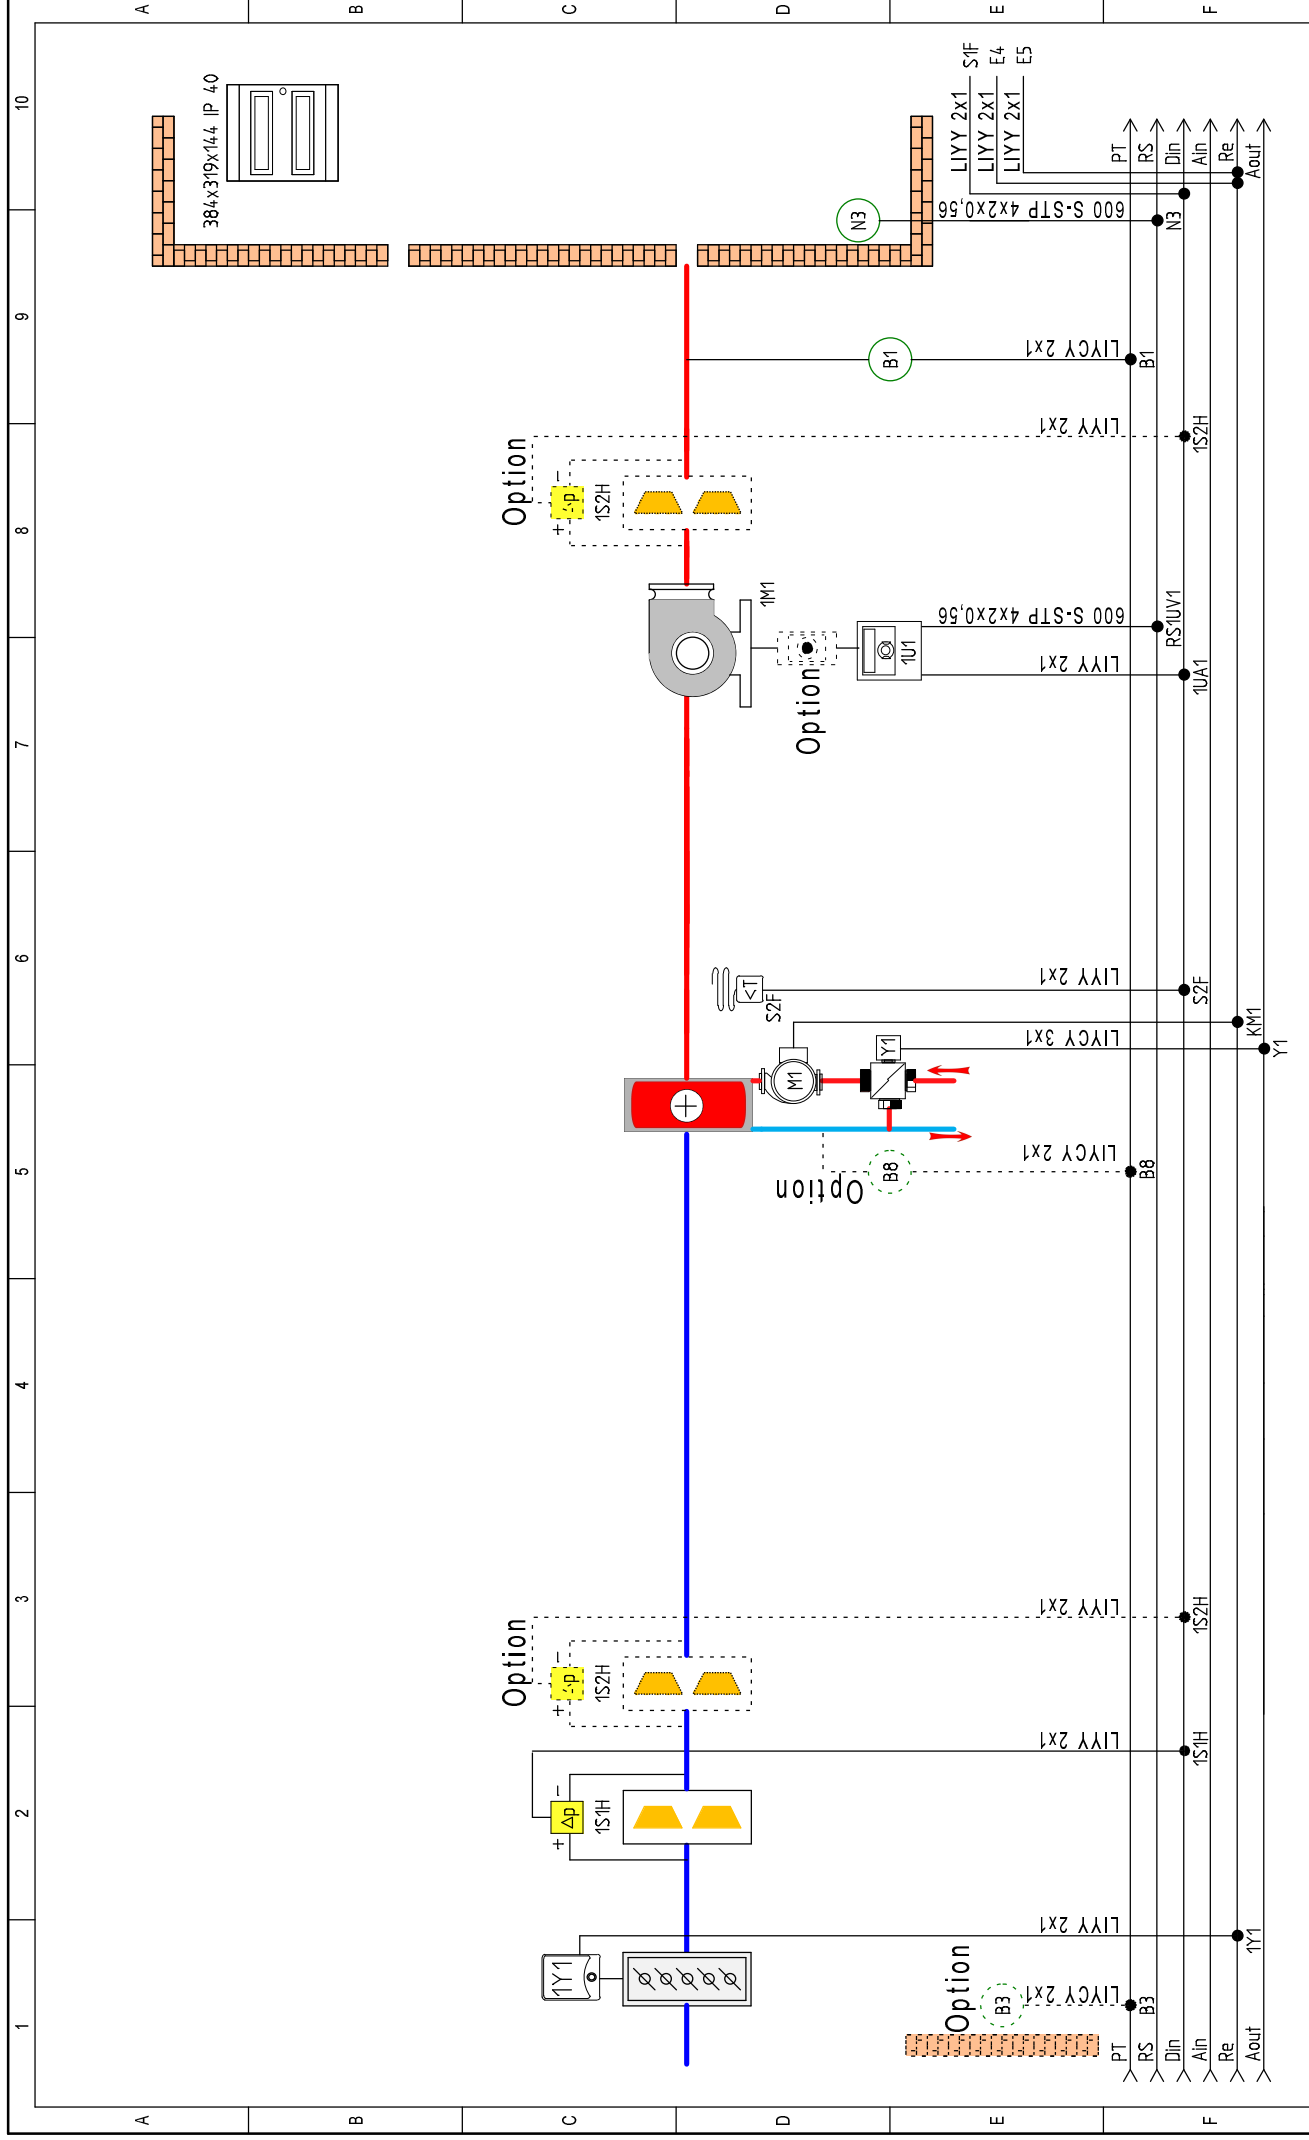 1 2 3 4 5 6 7 8 9 10
A
B
C
D
E
F
A
B
C
D
E
F
384x319x144 IP 40
Option
Option
+ Δp -
+ Δp -
+ Δp -
1Y1
1S1H
1S2H
1S2H
1M1
Option
1U1
<T
S2F
M1
Y1
Option
B8
Option
B3
B1
N3
LIYCY 2x1
LIYY 2x1
LIYY 2x1
LIYY 2x1
LIYCY 2x1
LIYCY 3x1
LIYY 2x1
LIYY 2x1
600 S-STP 4x2x0,56
LIYY 2x1
LIYCY 2x1
600 S-STP 4x2x0,56
LIYY 2x1 S1F
LIYY 2x1 E4
LIYY 2x1 E5
PT B3 B8 B1 PT
RS RS1UV1 N3 RS
Din 1S1H 1S2H S2F 1UA1 1S2H Din
Ain Ain
Re 1Y1 KM1 Re
Aout Y1 Aout